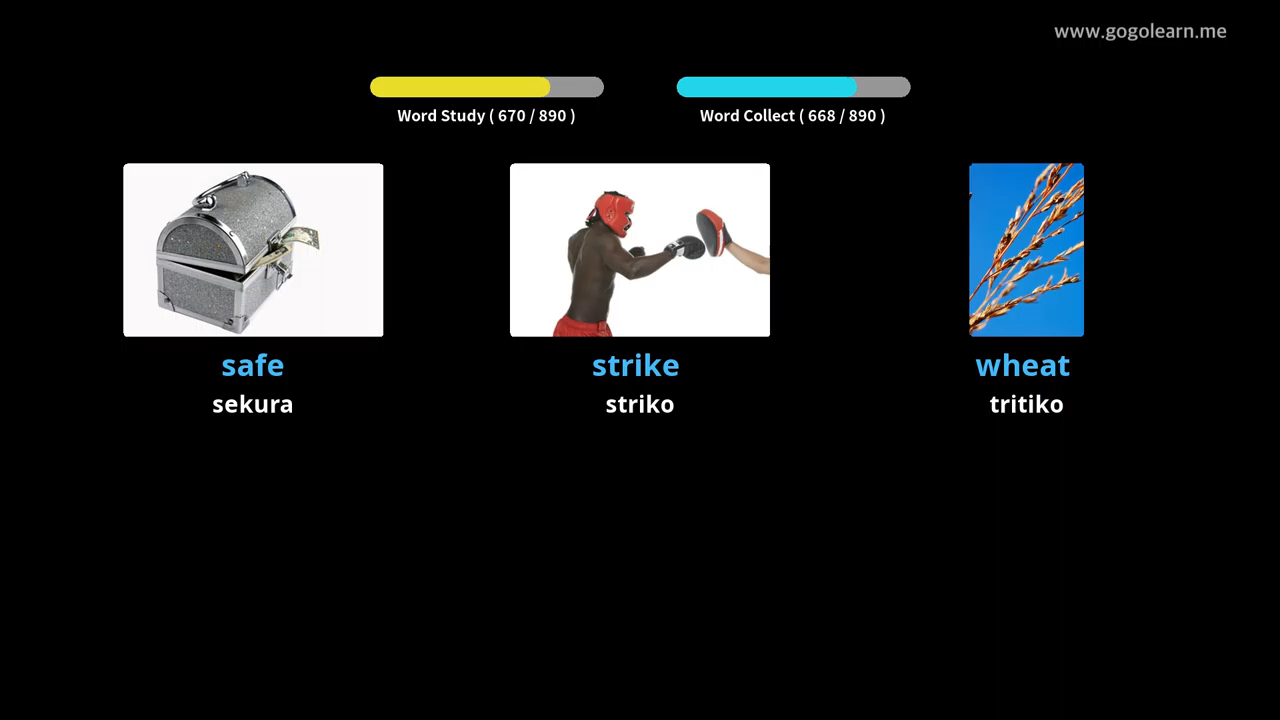 www.gogolearn.me
Word Study ( 670 / 890 )
Word Collect ( 668 / 890 )
safe
strike
wheat
sekura
striko
tritiko